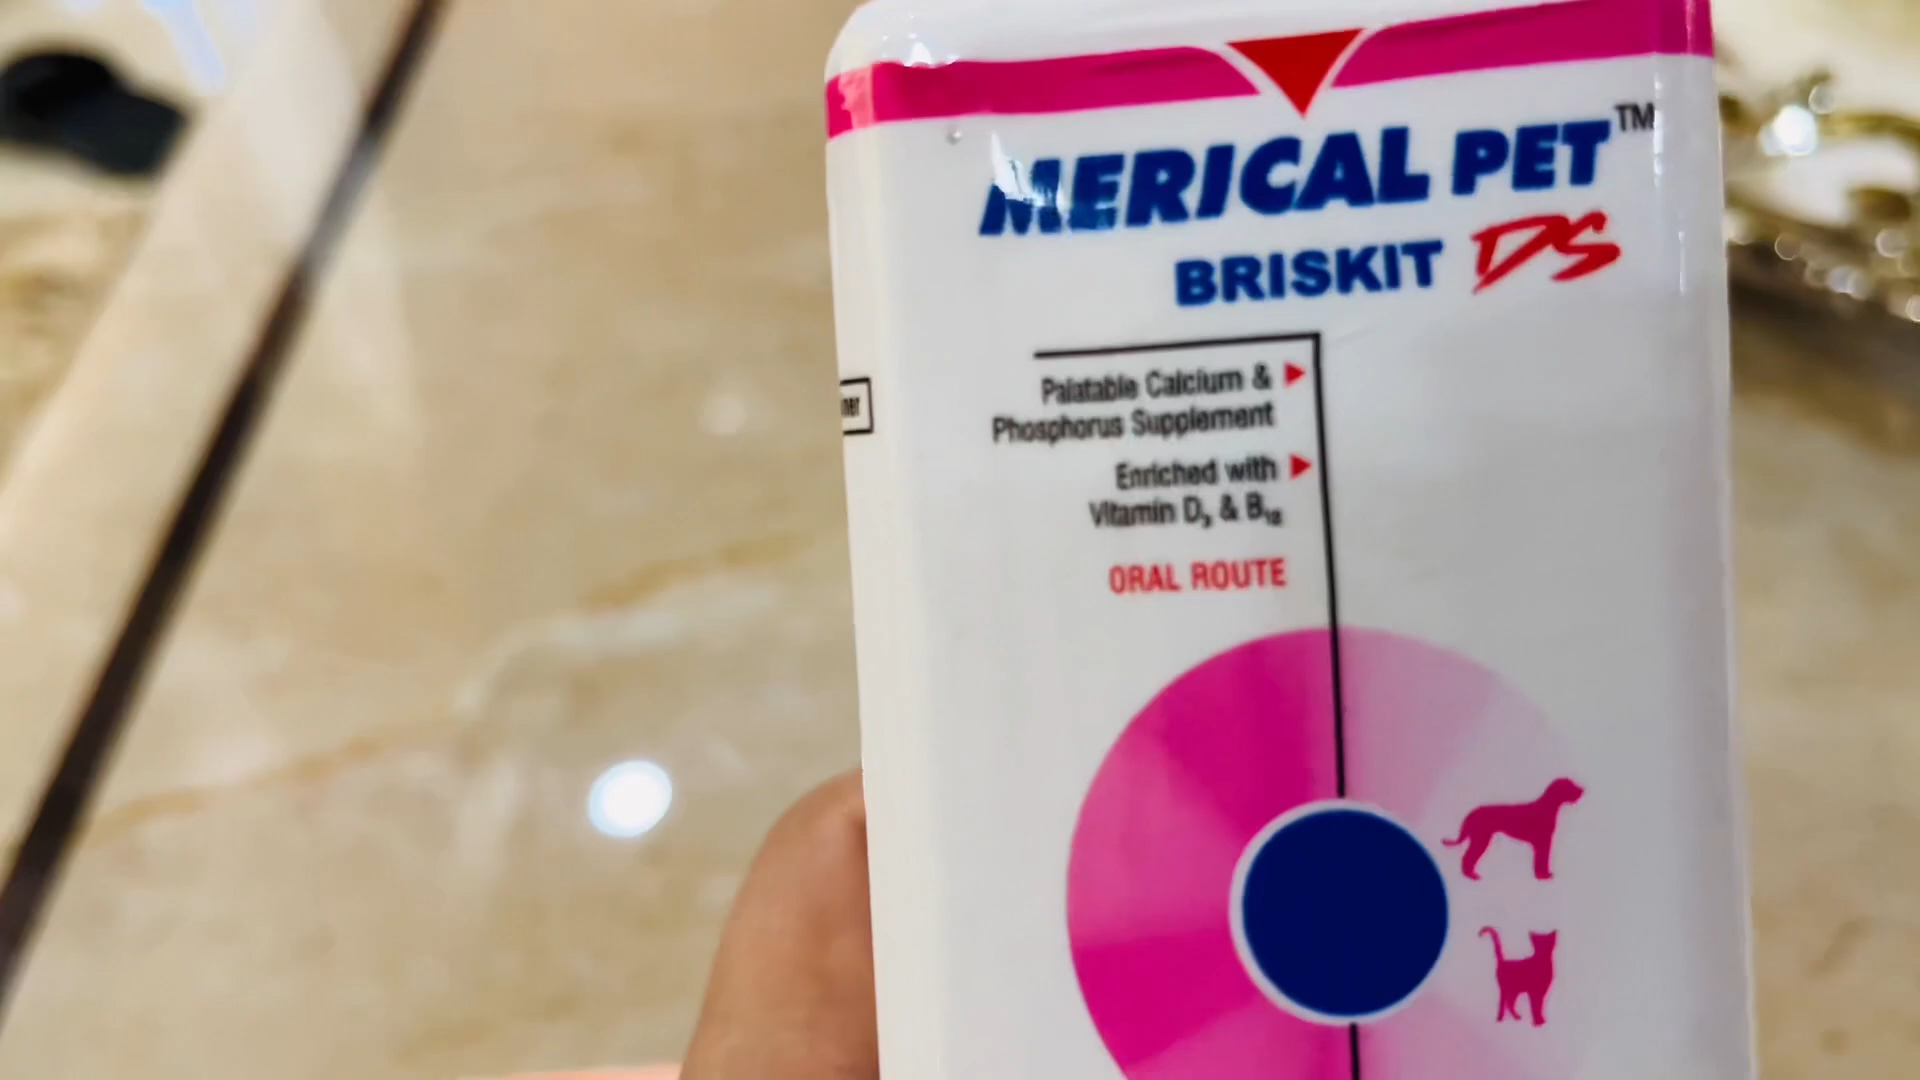 MERICAL PET™
BRISKIT DS
Palatable Calcium &
Phosphorus Supplement
Enriched with
Vitamin D₃ & B₁₂
ORAL ROUTE